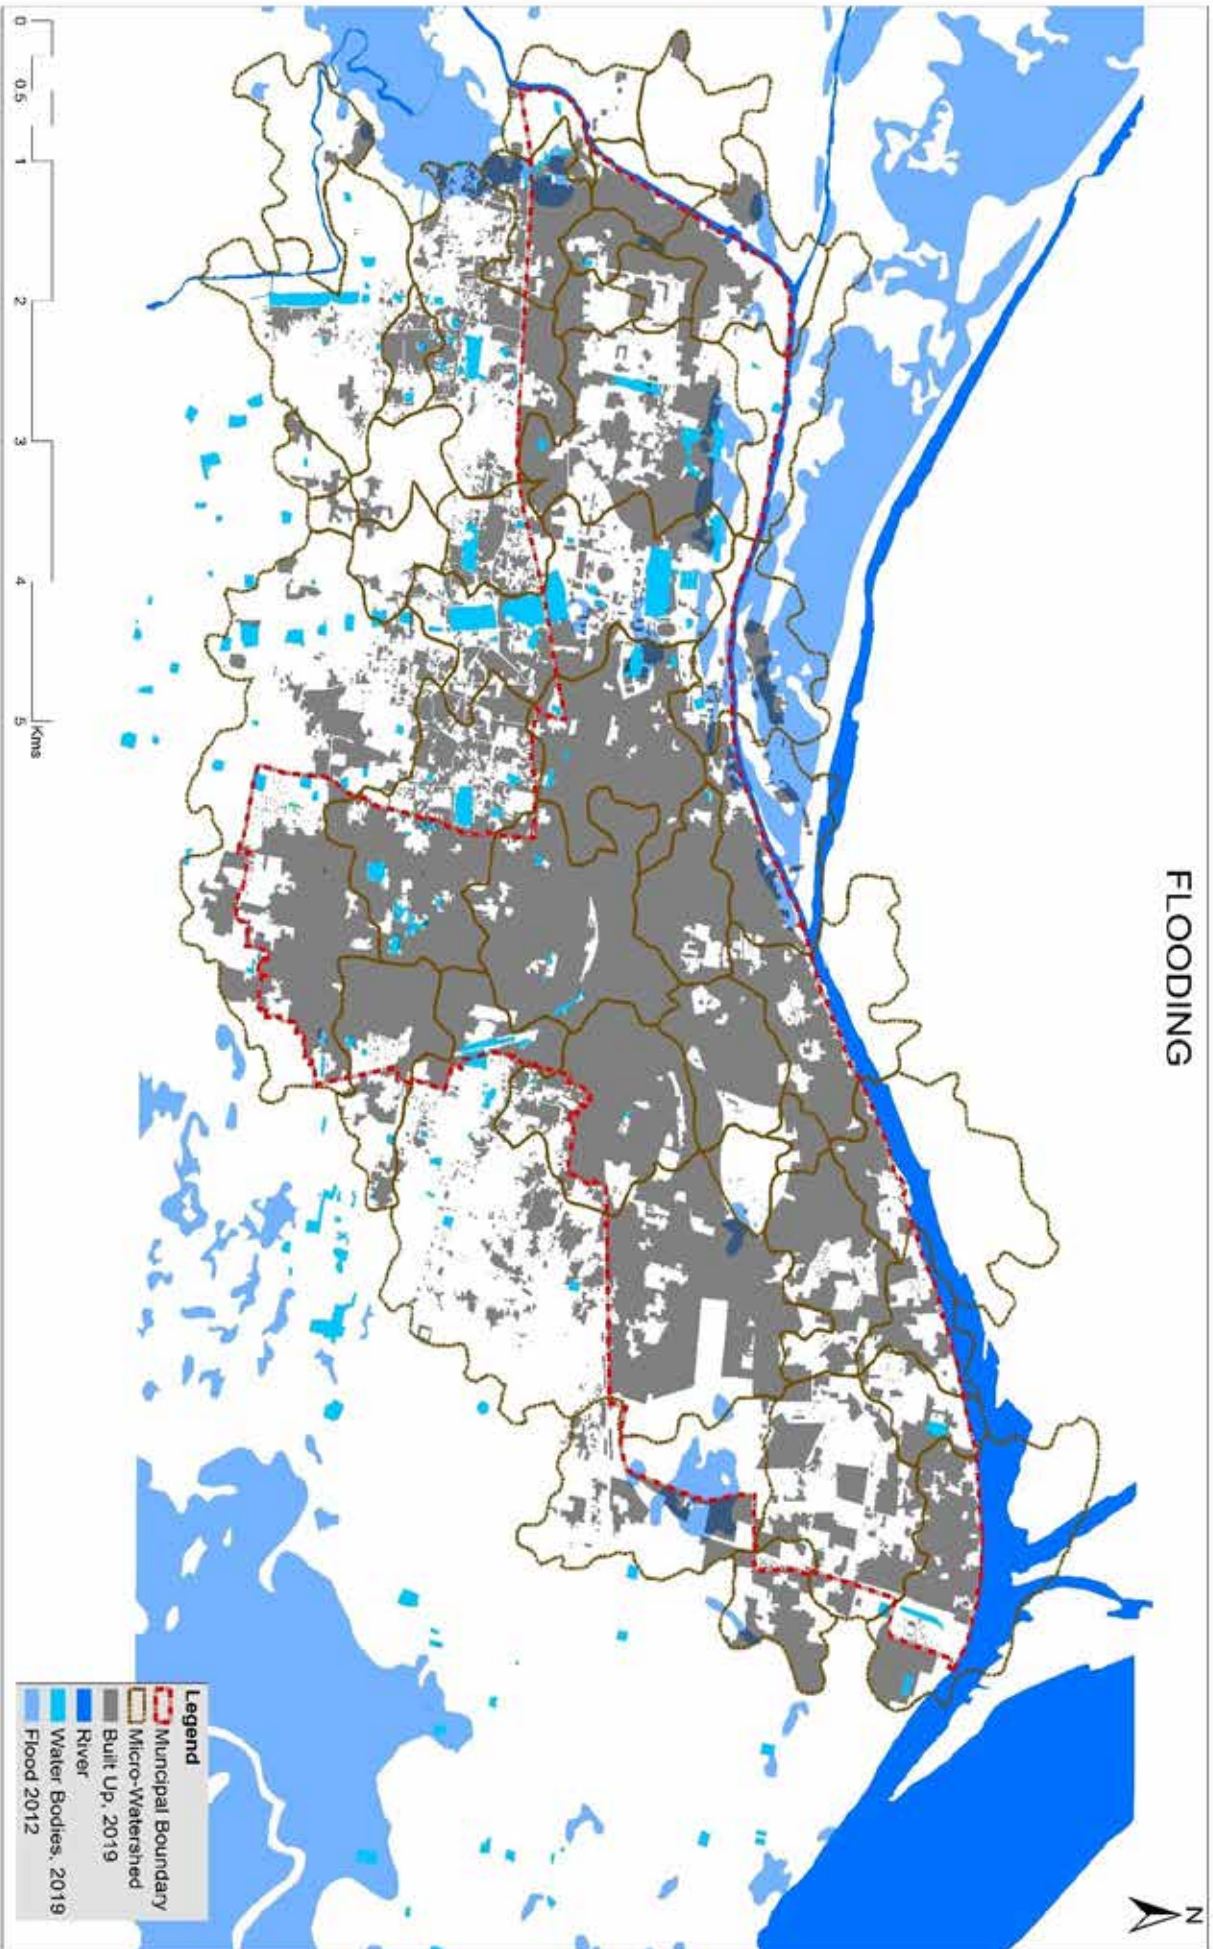 FLOODING
N
0 0.5 1 2 3 4 5
Kms
Legend
Muncipal Boundary
Micro-Watershed
Built Up, 2019
River
Water Bodies, 2019
Flood 2012